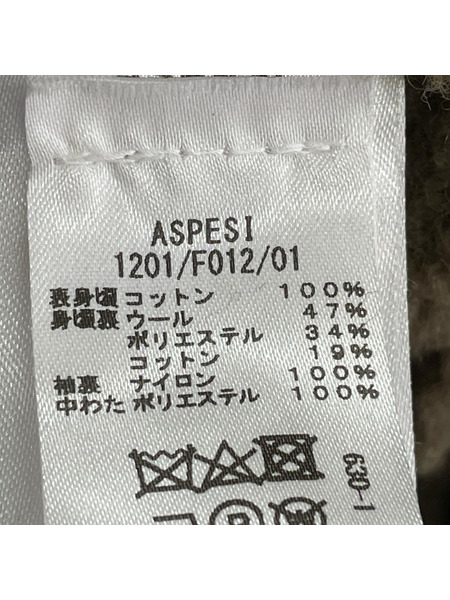 ASPESI
1201/F012/01
表身頃 コットン 100%
身頃裏 ウール 47%
ポリエステル 34%
コットン 19%
袖裏 ナイロン 100%
中わた ポリエステル 100%
630-1